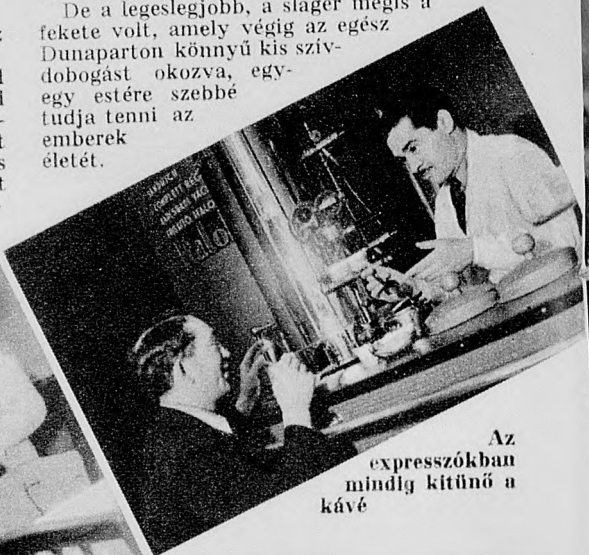 De a legeslegjobb, a sláger mégis a
fekete volt, amely végig az egész
Dunaparton könnyű kis szív-
dobogást okozva, egy-
egy estére szebbé
tudja tenni az
emberek
életét.
Az
expresszókban
mindig kitünő a
kávé